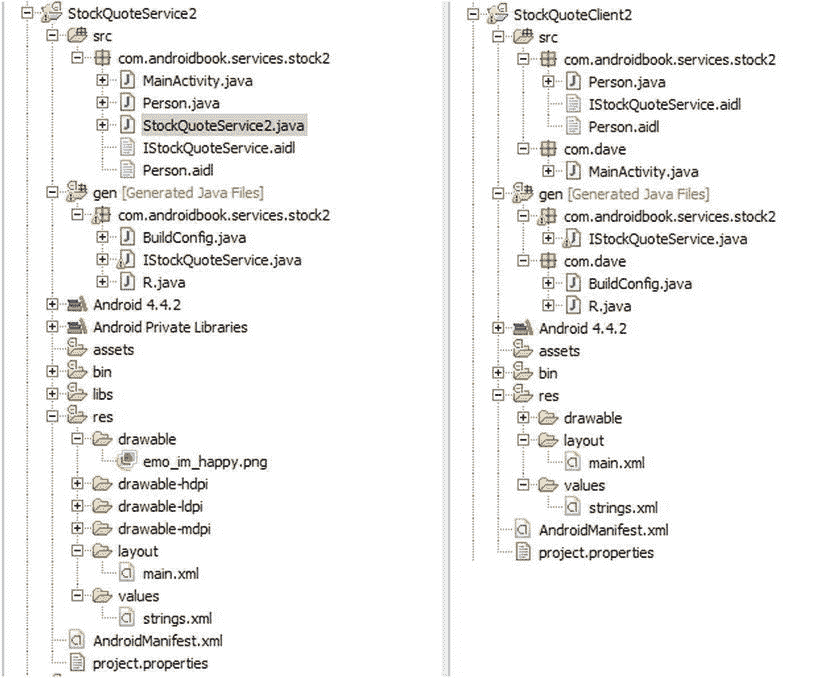 StockQuoteService2
src
com.androidbook.services.stock2
MainActivity.java
Person.java
StockQuoteService2.java
IStockQuoteService.aidl
Person.aidl
gen [Generated Java Files]
com.androidbook.services.stock2
BuildConfig.java
IStockQuoteService.java
R.java
Android 4.4.2
Android Private Libraries
assets
bin
libs
res
drawable
emo_im_happy.png
drawable-hdpi
drawable-ldpi
drawable-mdpi
layout
main.xml
values
strings.xml
AndroidManifest.xml
project.properties
StockQuoteClient2
src
com.androidbook.services.stock2
Person.java
IStockQuoteService.aidl
Person.aidl
com.dave
MainActivity.java
gen [Generated Java Files]
com.androidbook.services.stock2
IStockQuoteService.java
com.dave
BuildConfig.java
R.java
Android 4.4.2
assets
bin
res
drawable
layout
main.xml
values
strings.xml
AndroidManifest.xml
project.properties